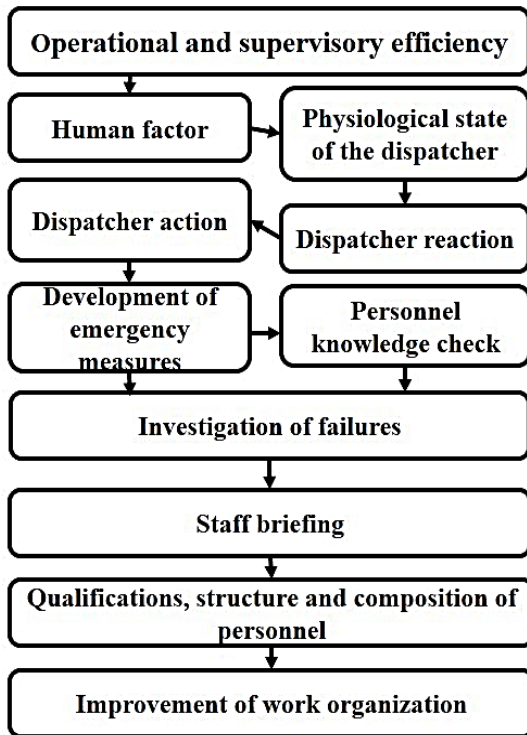 Operational and supervisory efficiency
Human factor
Physiological state
of the dispatcher
Dispatcher action
Dispatcher reaction
Development of
emergency
measures
Personnel
knowledge check
Investigation of failures
Staff briefing
Qualifications, structure and composition of
personnel
Improvement of work organization